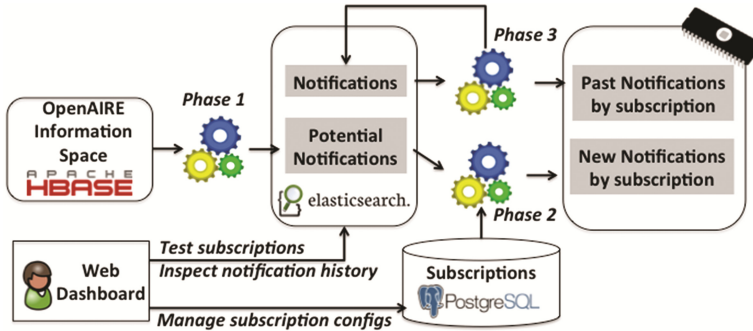 Phase 3
Phase 1
OpenAIRE
Information
Space
APACHE
HBASE
Notifications
Potential
Notifications
elasticsearch.
Past Notifications
by subscription
New Notifications
by subscription
Phase 2
Web
Dashboard
Test subscriptions
Inspect notification history
Manage subscription configs
Subscriptions
PostgreSQL